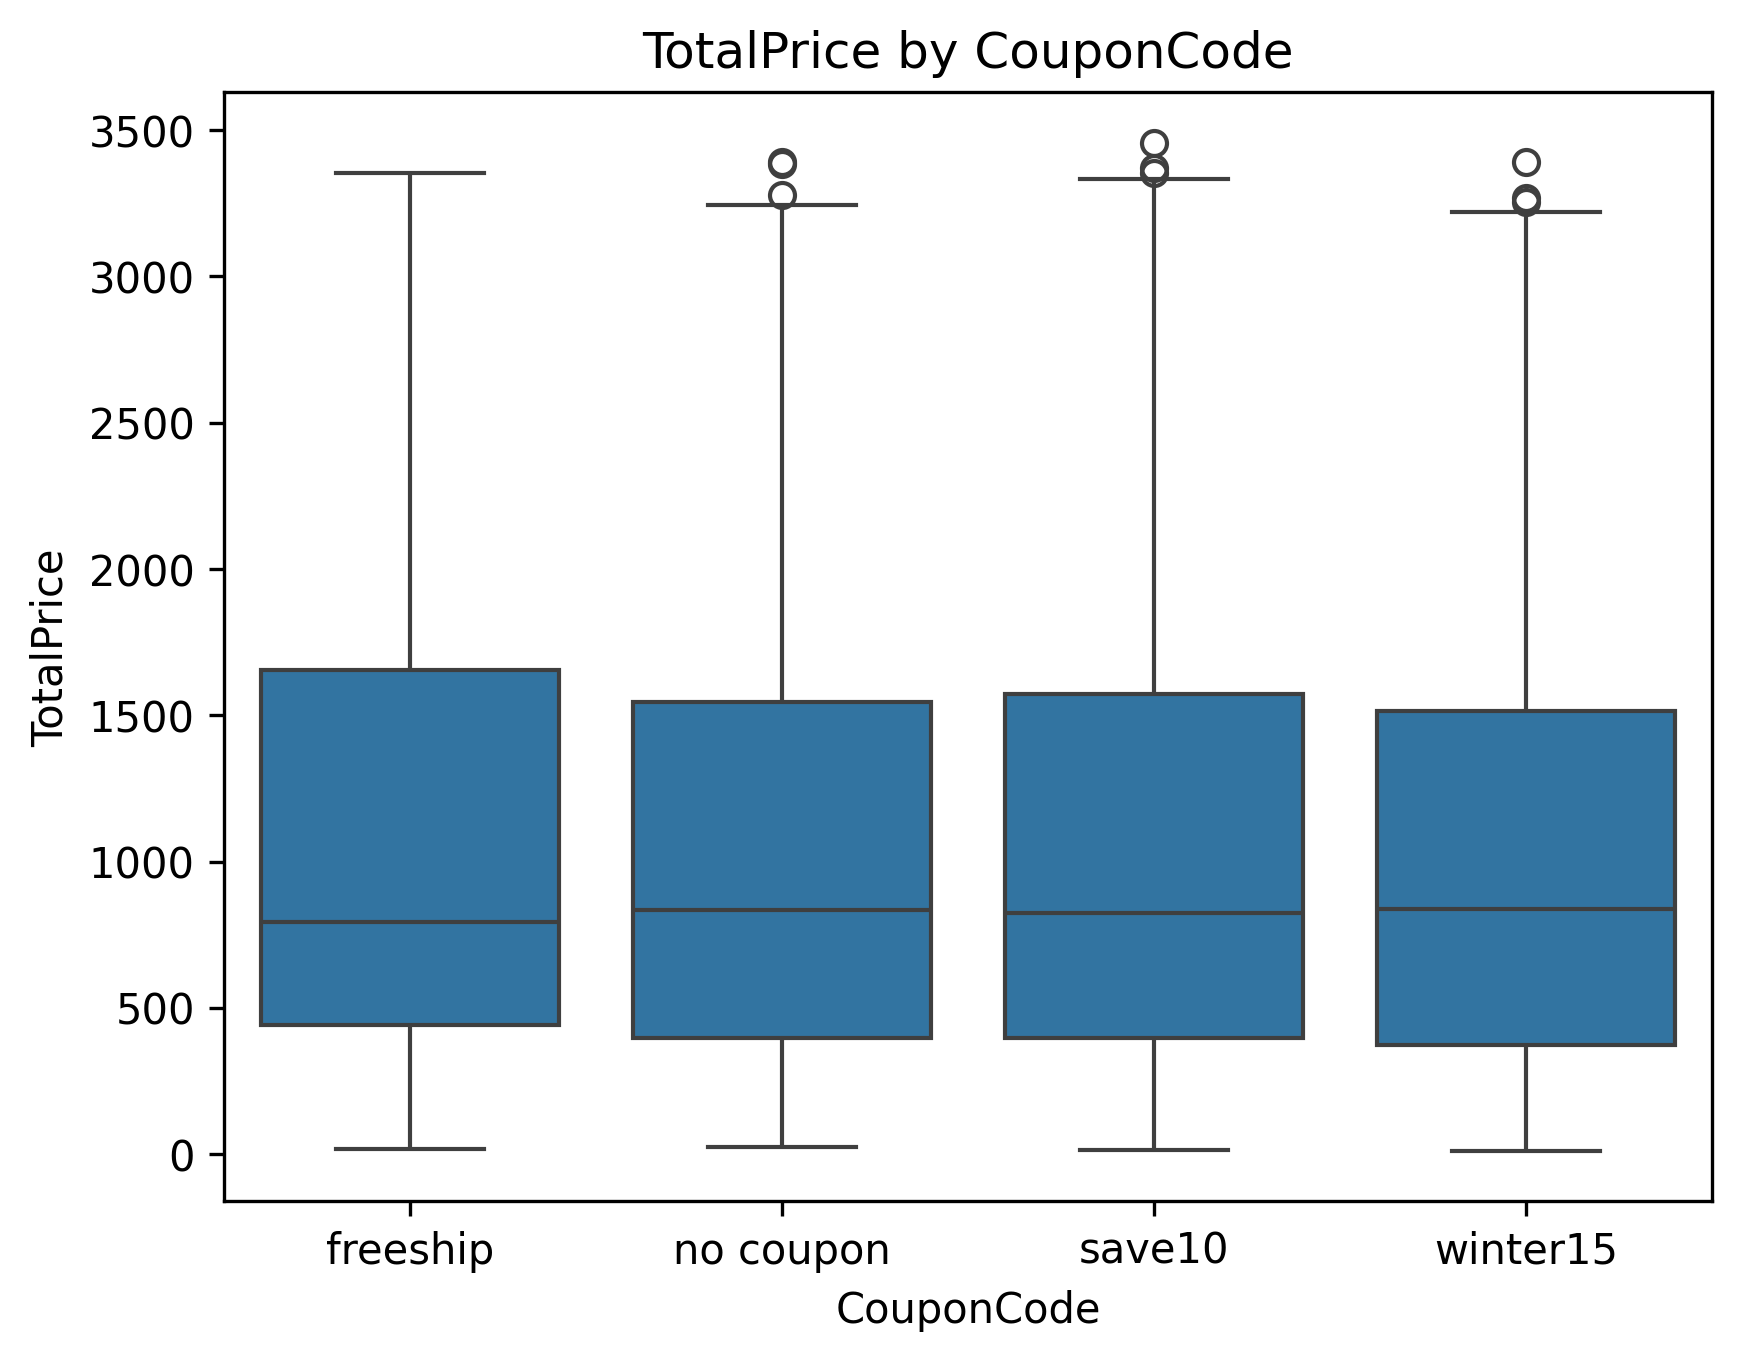 TotalPrice by CouponCode
3500
3000
2500
2000
1500
1000
500
0
TotalPrice
freeship no coupon save10 winter15
CouponCode